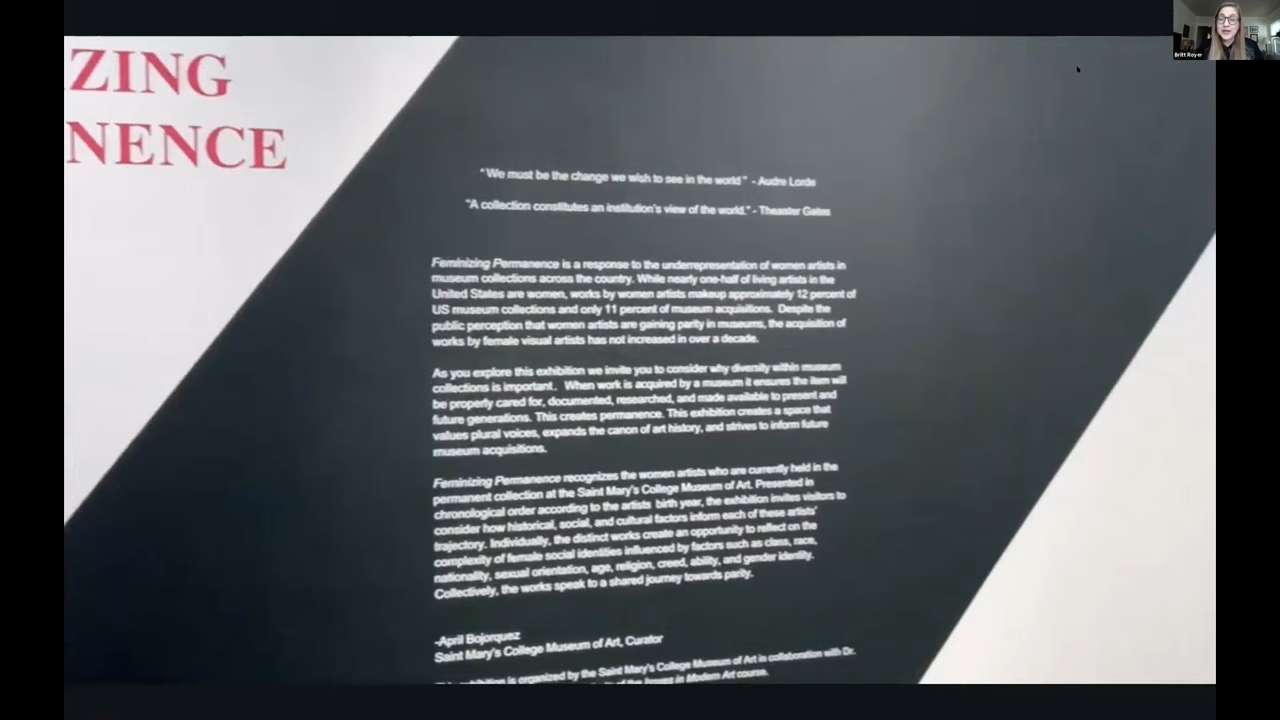 ZING
NENCE
Britt Royer
"We must be the change we wish to see in the world" - Audre Lorde
"A collection constitutes an institution's view of the world." - Theaster Gates
Feminizing Permanence is a response to the underrepresentation of women artists in
museum collections across the country. While nearly one-half of living artists in the
United States are women, works by women artists makeup approximately 12 percent of
US museum collections and only 11 percent of museum acquisitions. Despite the
public perception that women artists are gaining parity in museums, the acquisition of
works by female visual artists has not increased in over a decade.
As you explore this exhibition we invite you to consider why diversity within museum
collections is important. When work is acquired by a museum it ensures the item will
be properly cared for, documented, researched, and made available to present and
future generations. This creates permanence. This exhibition creates a space that
values plural voices, expands the canon of art history, and strives to inform future
museum acquisitions.
Feminizing Permanence recognizes the women artists who are currently held in the
permanent collection at the Saint Mary's College Museum of Art. Presented in
chronological order according to the artists birth year, the exhibition invites visitors to
consider how historical, social, and cultural factors inform each of these artists'
trajectory. Individually, the distinct works create an opportunity to reflect on the
complexity of female social identities influenced by factors such as class, race,
nationality, sexual orientation, age, religion, creed, ability, and gender identity.
Collectively, the works speak to a shared journey towards parity.
-April Bojorquez
Saint Mary's College Museum of Art, Curator
exhibition is organized by the Saint Mary's College Museum of Art in collaboration with Dr.
of the Issues in Modern Art course.